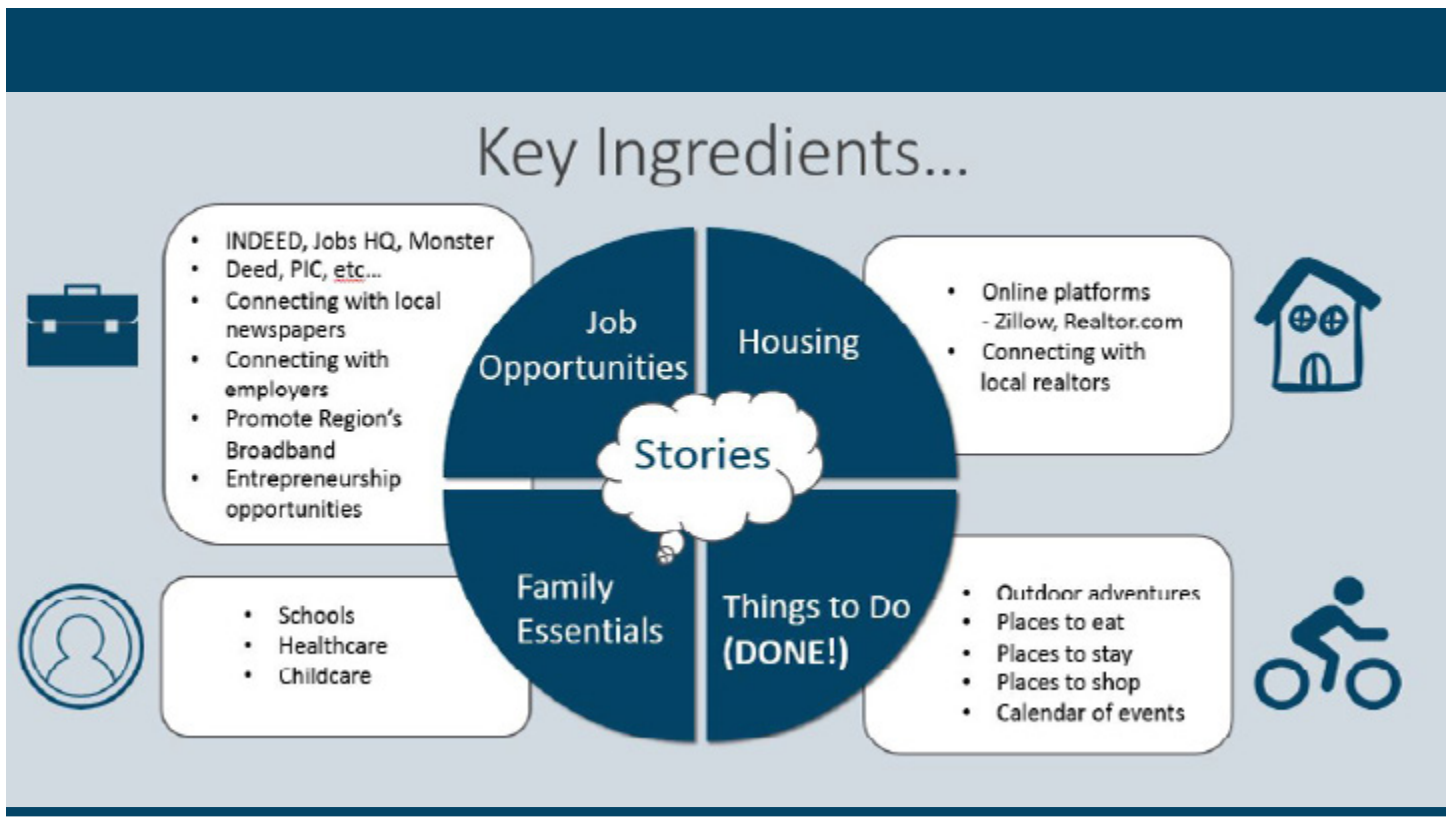 Key Ingredients...
• INDEED, Jobs HQ, Monster
• Deed, PIC, etc...
• Connecting with local
newspapers
• Connecting with
employers
• Promote Region's
Broadband
• Entrepreneurship
opportunities
Job
Opportunities
Housing
• Online platforms
- Zillow, Realtor.com
• Connecting with
local realtors
Stories
• Schools
• Healthcare
• Childcare
Family
Essentials
Things to Do
(DONE!)
• Outdoor adventures
• Places to eat
• Places to stay
• Places to shop
• Calendar of events